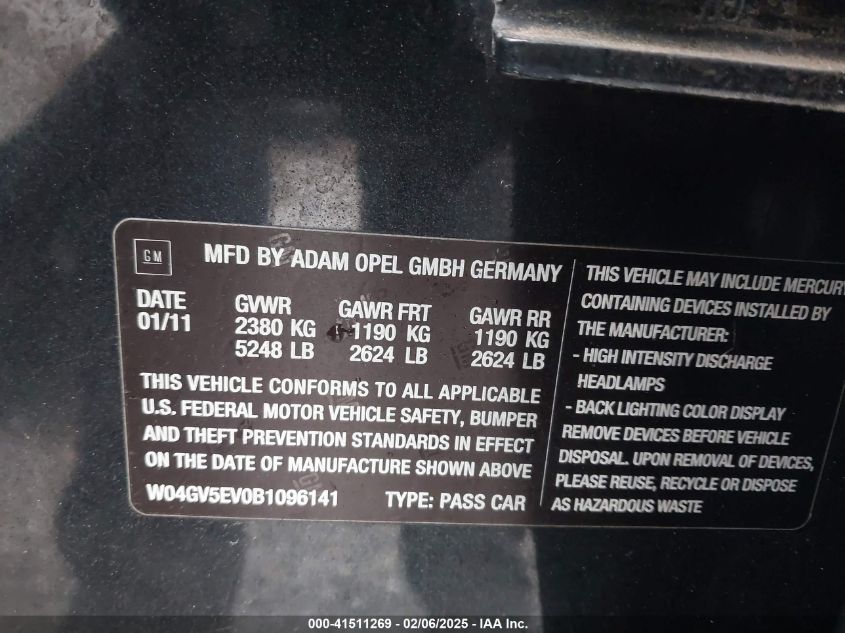 GM
MFD BY ADAM OPEL GMBH GERMANY
DATE GVWR GAWR FRT GAWR RR
01/11 2380 KG 1190 KG 1190 KG
5248 LB 2624 LB 2624 LB
THIS VEHICLE CONFORMS TO ALL APPLICABLE
U.S. FEDERAL MOTOR VEHICLE SAFETY, BUMPER
AND THEFT PREVENTION STANDARDS IN EFFECT
ON THE DATE OF MANUFACTURE SHOWN ABOVE
W04GV5EV0B1096141 TYPE: PASS CAR
THIS VEHICLE MAY INCLUDE MERCURY
CONTAINING DEVICES INSTALLED BY
THE MANUFACTURER:
- HIGH INTENSITY DISCHARGE
HEADLAMPS
- BACK LIGHTING COLOR DISPLAY
REMOVE DEVICES BEFORE VEHICLE
DISPOSAL. UPON REMOVAL OF DEVICES,
PLEASE REUSE, RECYCLE OR DISPOSE
AS HAZARDOUS WASTE
000-41511269 - 02/06/2025 - IAA Inc.